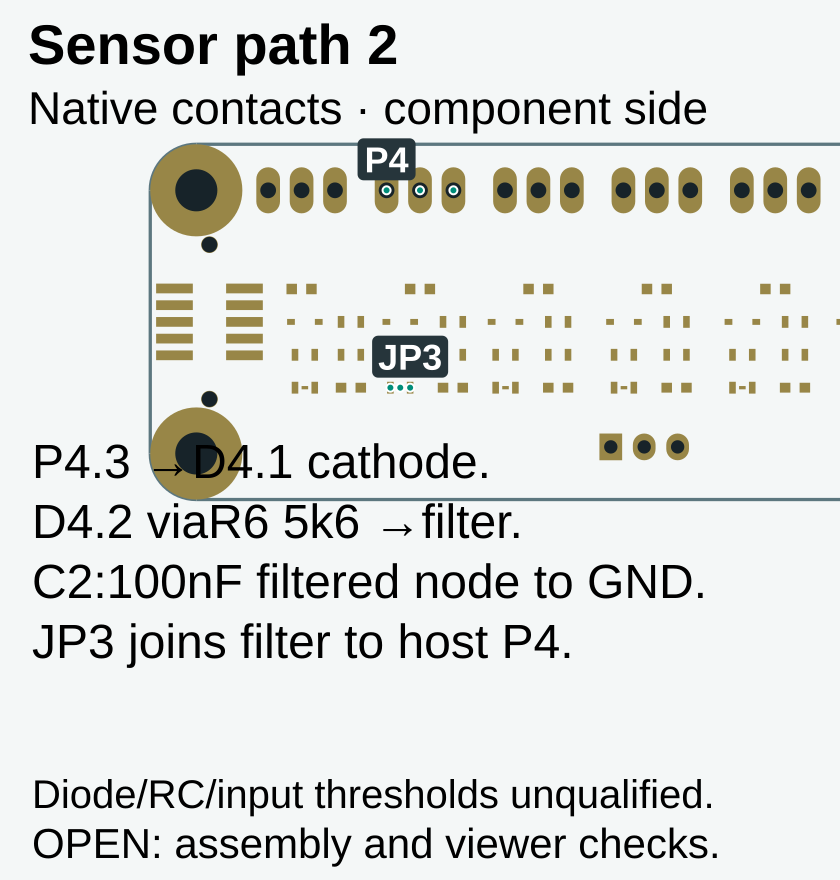 Sensor path 2
Native contacts · component side
P4
JP3
P4.3 →D4.1 cathode.
D4.2 viaR6 5k6 →filter.
C2:100nF filtered node to GND.
JP3 joins filter to host P4.
Diode/RC/input thresholds unqualified.
OPEN: assembly and viewer checks.